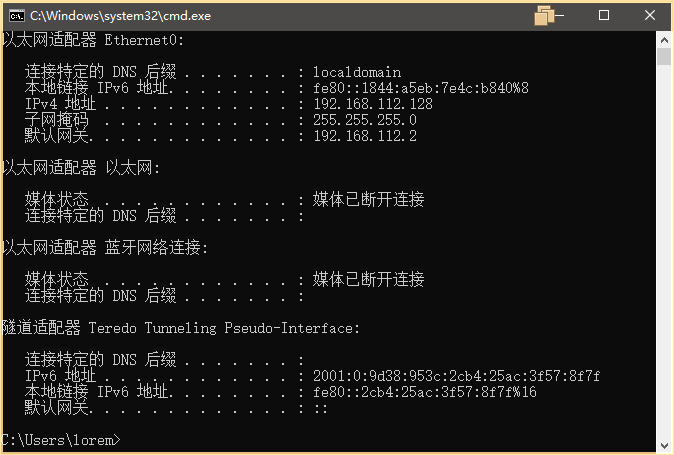 C:\Windows\system32\cmd.exe
以太网适配器 Ethernet0:
连接特定的 DNS 后缀 . . . . . . . : localdomain
本地链接 IPv6 地址. . . . . . . . : fe80::1844:a5eb:7e4c:b840%8
IPv4 地址 . . . . . . . . . . . . : 192.168.112.128
子网掩码  . . . . . . . . . . . . : 255.255.255.0
默认网关. . . . . . . . . . . . . : 192.168.112.2
以太网适配器 以太网:
媒体状态  . . . . . . . . . . . . : 媒体已断开连接
连接特定的 DNS 后缀 . . . . . . . :
以太网适配器 蓝牙网络连接:
媒体状态  . . . . . . . . . . . . : 媒体已断开连接
连接特定的 DNS 后缀 . . . . . . . :
隧道适配器 Teredo Tunneling Pseudo-Interface:
连接特定的 DNS 后缀 . . . . . . . :
IPv6 地址 . . . . . . . . . . . . : 2001:0:9d38:953c:2cb4:25ac:3f57:8f7f
本地链接 IPv6 地址. . . . . . . . : fe80::2cb4:25ac:3f57:8f7f%16
默认网关. . . . . . . . . . . . . : ::
C:\Users\lorem>